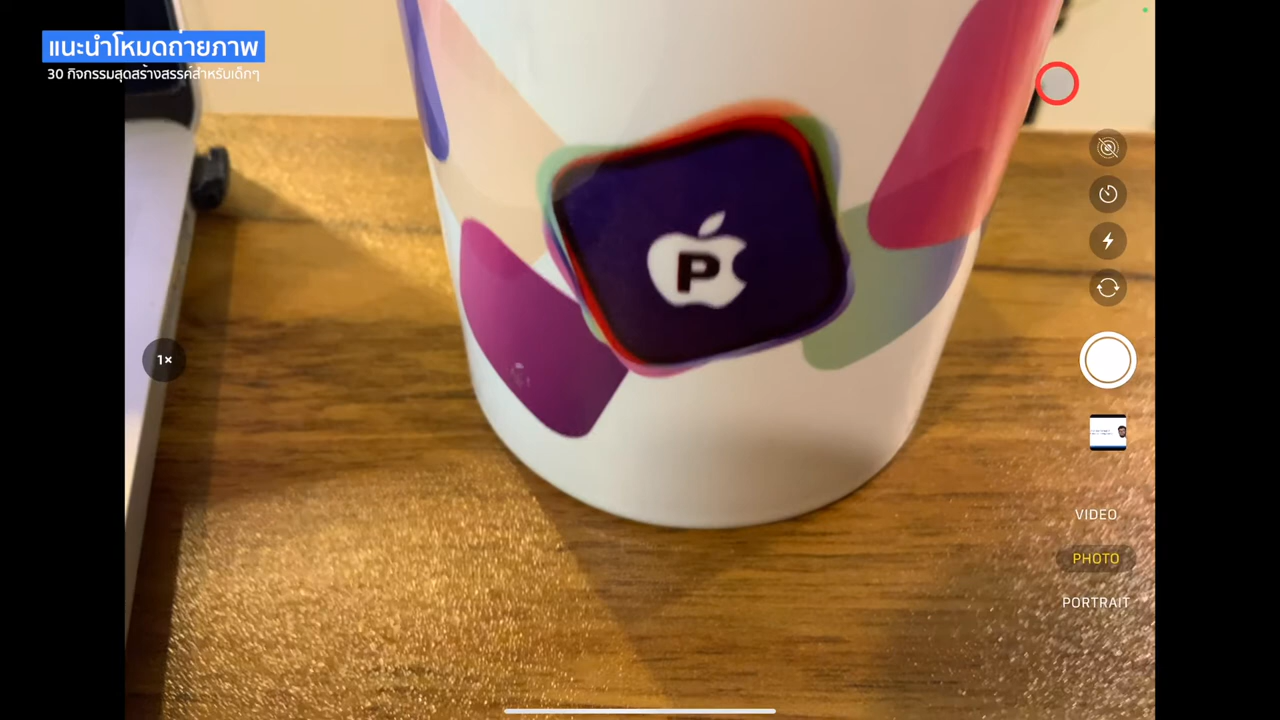 แนะนำโหมดถ่ายภาพ
30 กิจกรรมสุดสร้างสรรค์สำหรับเด็กๆ
P
1×
VIDEO
PHOTO
PORTRAIT